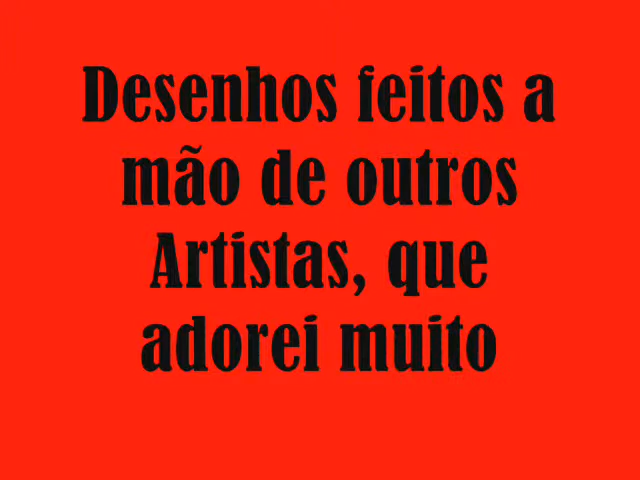 Desenhos feitos a
mão de outros
Artistas, que
adorei muito